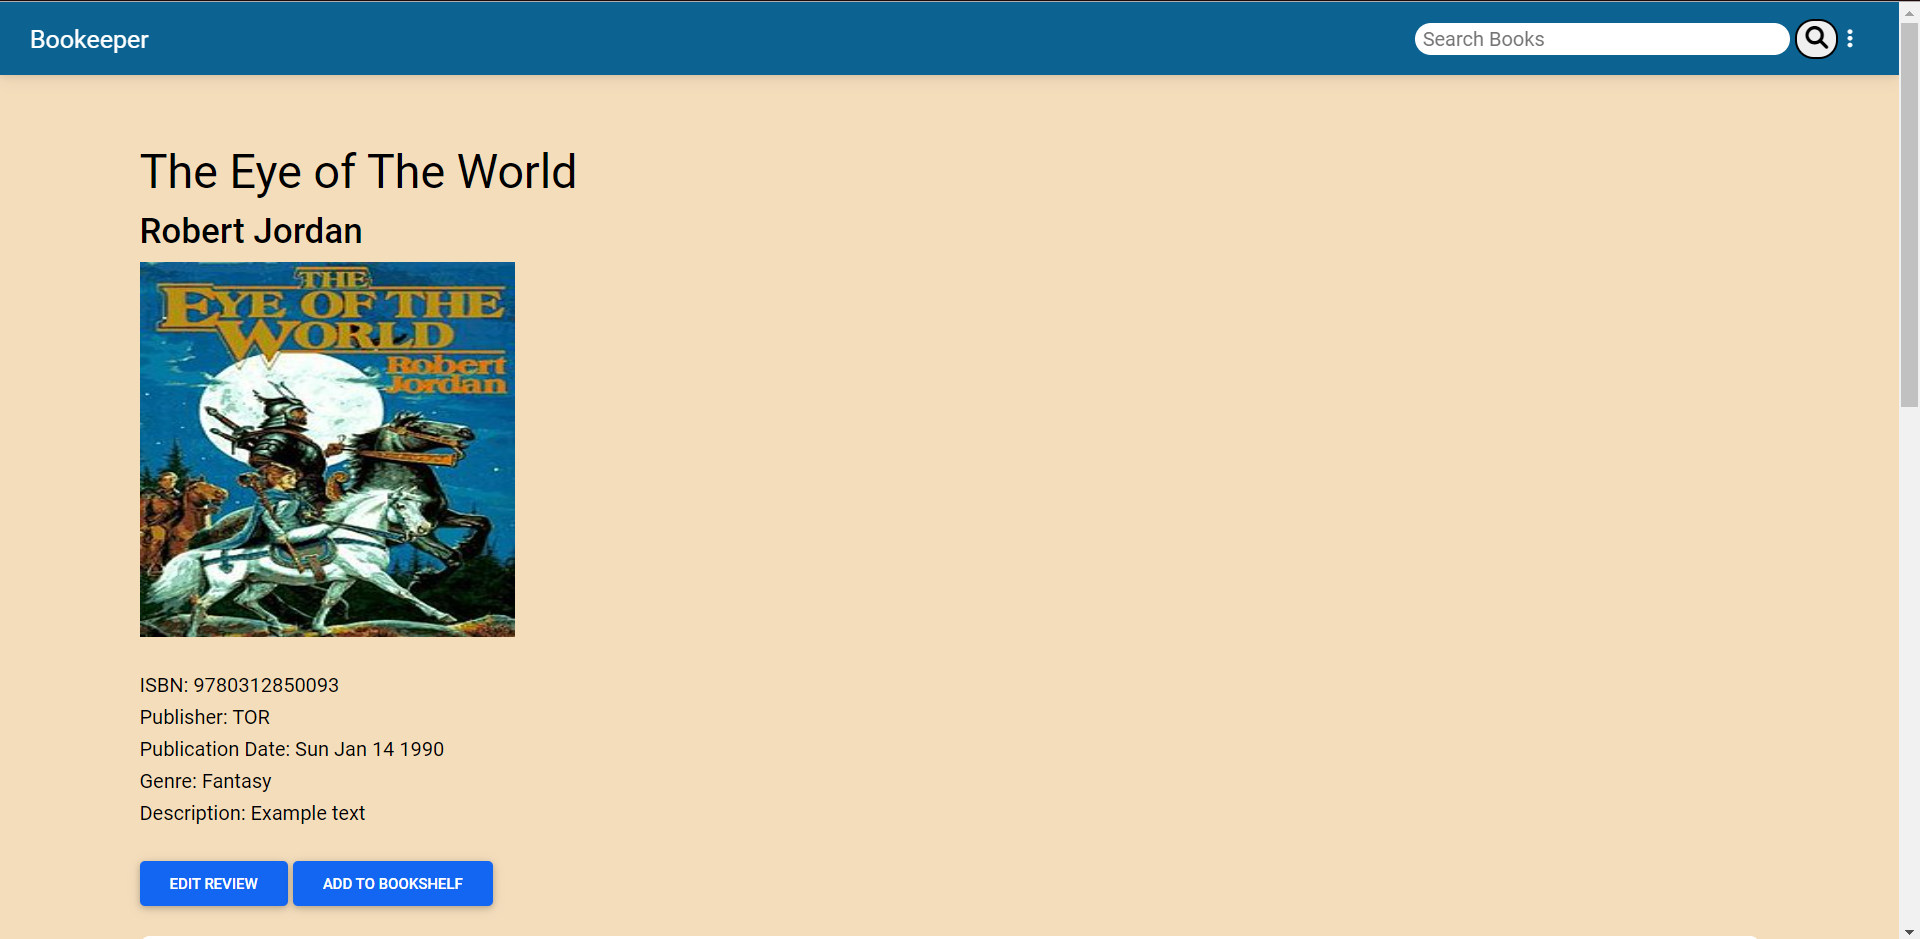 Bookeeper
Search Books
The Eye of The World
Robert Jordan
THE
EYE OF THE
WORLD
Robert
Jordan
ISBN: 9780312850093
Publisher: TOR
Publication Date: Sun Jan 14 1990
Genre: Fantasy
Description: Example text
EDIT REVIEW
ADD TO BOOKSHELF